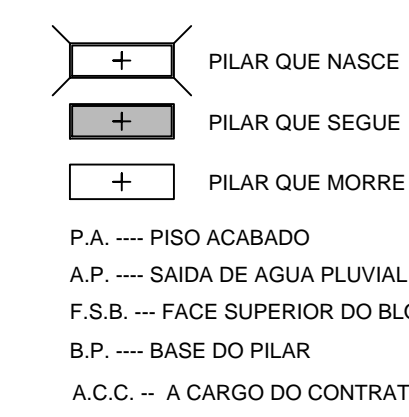 PILAR QUE NASCE
PILAR QUE SEGUE
PILAR QUE MORRE
P.A. ---- PISO ACABADO
A.P. ---- SAIDA DE AGUA PLUVIAL
F.S.B. --- FACE SUPERIOR DO
B.P. ---- BASE DO PILAR
A.C.C. -- A CARGO DO